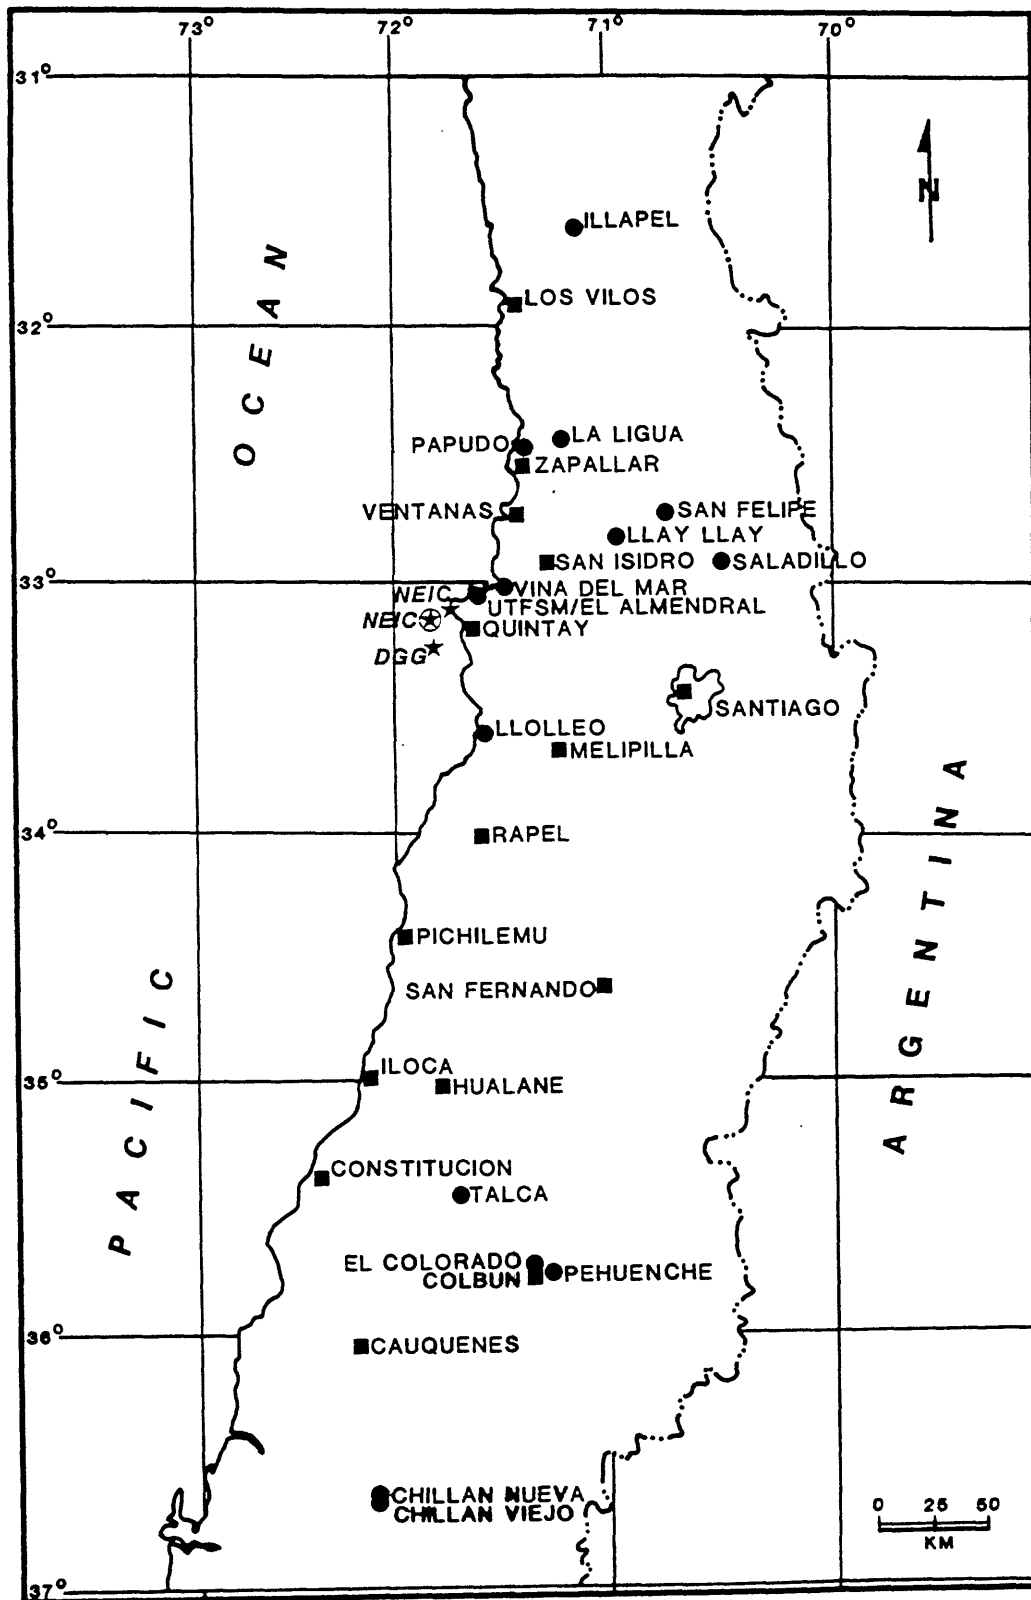 73° 72° 71° 70°
31°
N
ILLAPEL
OCEAN
LOS VILOS
32°
LA LIGUA
PAPUDO
ZAPALLAR
VENTANAS
SAN FELIPE
LLAY LLAY
SAN ISIDRO
SALADILLO
33°
VINA DEL MAR
NEIC
UTFSM/EL ALMENDRAL
NEIC
QUINTAY
DGG
SANTIAGO
LLOLLEO
MELIPILLA
34°
RAPEL
ARGENTINA
PICHILEMU
SAN FERNANDO
PACIFIC
ILOCA
35°
HUALANE
CONSTITUCION
TALCA
EL COLORADO
COLBUN
PEHUENCHE
36°
CAUQUENES
CHILLAN NUEVA
CHILLAN VIEJO
0 25 50
KM
37°